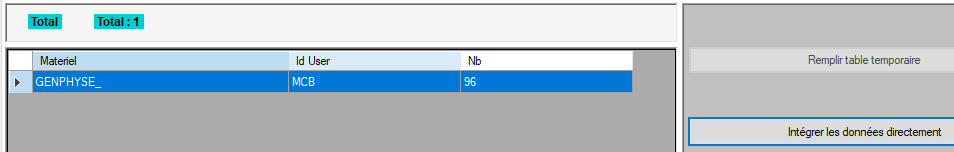 Total Total : 1
Materiel Id User Nb
GENPHYSE_ MCB 96
Remplir table temporaire
Intégrer les données directement